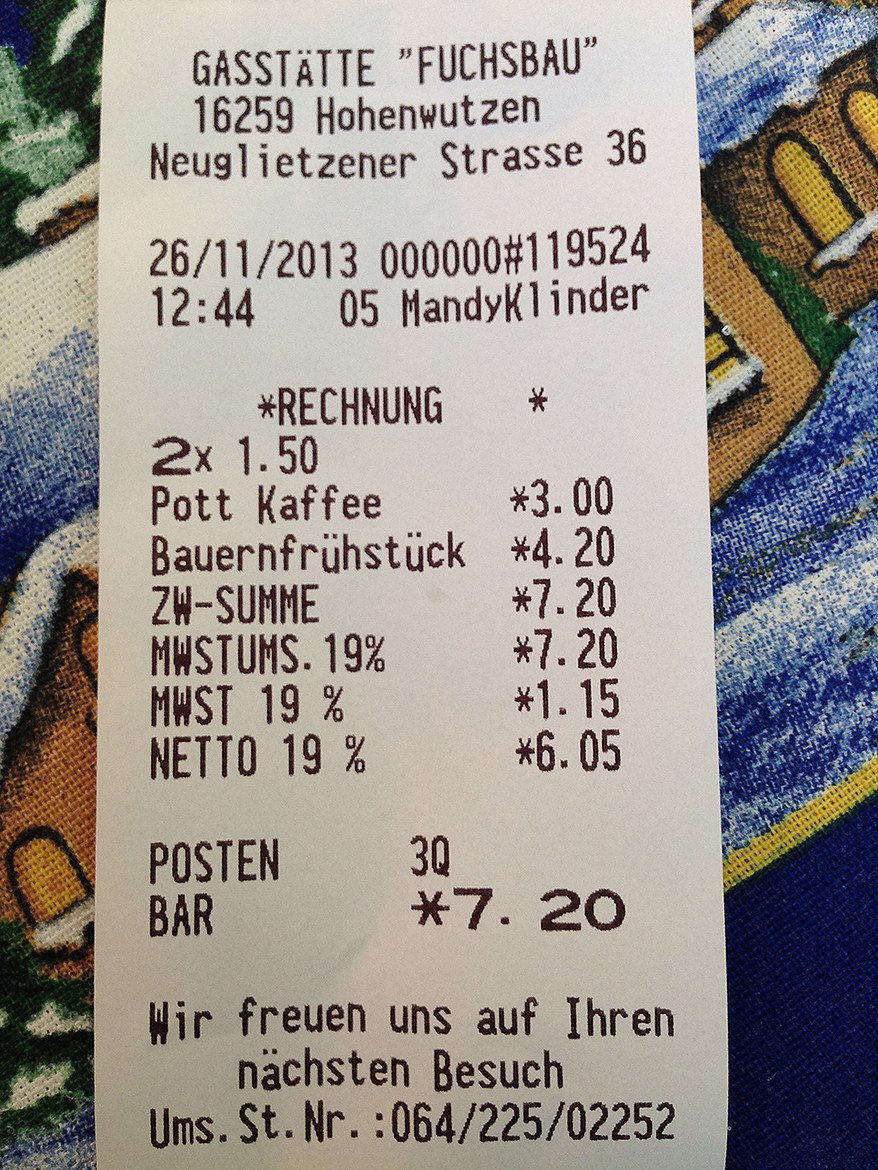 GASSTÄTTE "FUCHSBAU"
16259 Hohenwutzen
Neuglietzener Strasse 36
26/11/2013 000000#119524
12:44 05 MandyKlinder
*RECHNUNG *
2x 1.50
Pott Kaffee *3.00
Bauernfrühstück *4.20
ZW-SUMME *7.20
MWSTUMS.19% *7.20
MWST 19 % *1.15
NETTO 19 % *6.05
POSTEN 3Q
BAR *7.20
Wir freuen uns auf Ihren
nächsten Besuch
Ums.St.Nr.:064/225/02252